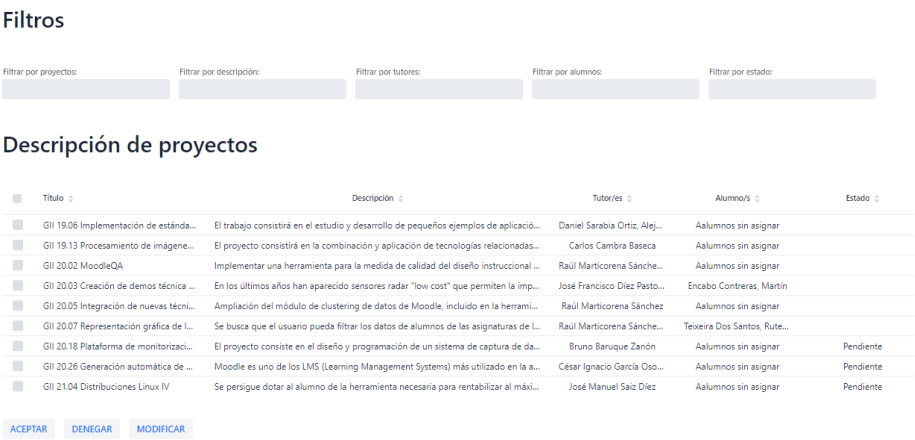 Filtros
Filtrar por proyectos: Filtrar por descripción: Filtrar por tutores: Filtrar por alumnos: Filtrar por estado:
Descripción de proyectos
Título Descripción Tutor/es Alumno/s Estado
GII 19.06 Implementación de estánda... El trabajo consistirá en el estudio y desarrollo de pequeños ejemplos de aplicació... Daniel Sarabia Ortiz, Alej... Aalumnos sin asignar
GII 19.13 Procesamiento de imágene... El proyecto consistirá en la combinación y aplicación de tecnologías relacionadas... Carlos Cambra Baseca Aalumnos sin asignar
GII 20.02 MoodleQA Implementar una herramienta para la medida de calidad del diseño instruccional ... Raúl Marticorena Sánche... Aalumnos sin asignar
GII 20.03 Creación de demos técnica ... En los últimos años han aparecido sensores radar "low cost" que permiten la imp... José Francisco Díez Pasto... Encabo Contreras, Martín
GII 20.05 Integración de nuevas técni... Ampliación del módulo de clustering de datos de Moodle, incluido en la herrami... Raúl Marticorena Sánchez Aalumnos sin asignar
GII 20.07 Representación gráfica de l... Se busca que el usuario pueda filtrar los datos de alumnos de las asignaturas de l... Raúl Marticorena Sánche... Teixeira Dos Santos, Rute...
GII 20.18 Plataforma de monitorizaci... El proyecto consiste en el diseño y programación de un sistema de captura de da... Bruno Baruque Zanón Aalumnos sin asignar Pendiente
GII 20.26 Generación automática de ... Moodle es uno de los LMS (Learning Management Systems) más utilizado en la a... César Ignacio García Oso... Aalumnos sin asignar Pendiente
GII 21.04 Distribuciones Linux IV Se persigue dotar al alumno de la herramienta necesaria para rentabilizar al máxi... José Manuel Saiz Díez Aalumnos sin asignar Pendiente
ACEPTAR DENEGAR MODIFICAR